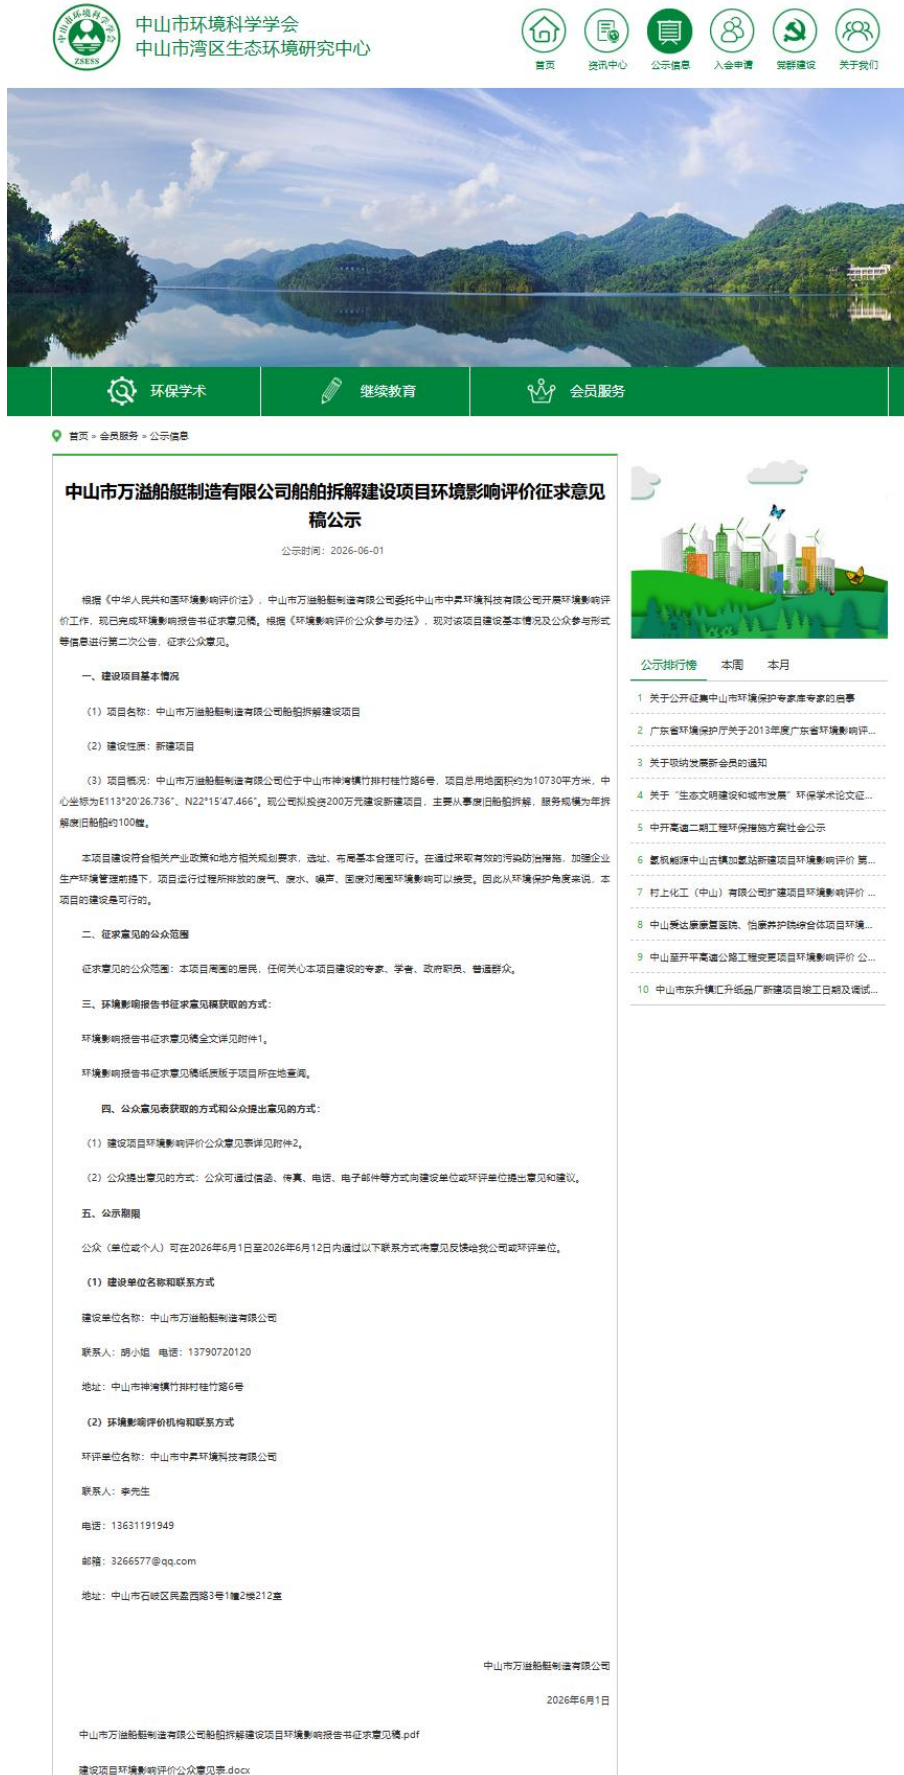 中山市环境科学学会
中山市湾区生态环境研究中心
中山市环境科学学会
ZSESS
首页
资讯中心
公示信息
入会申请
党群建设
关于我们
环保学术
继续教育
会员服务
首页 » 会员服务 » 公示信息
中山市万溢船艇制造有限公司船舶拆解建设项目环境影响评价征求意见
稿公示
公示时间：2026-06-01
根据《中华人民共和国环境影响评价法》，中山市万溢船艇制造有限公司委托中山市中昇环境科技有限公司开展环境影响评
价工作，现已完成环境影响报告书征求意见稿。根据《环境影响评价公众参与办法》，现对该项目建设基本情况及公众参与形式
等信息进行第二次公告，征求公众意见。
一、建设项目基本情况
（1）项目名称：中山市万溢船艇制造有限公司船舶拆解建设项目
（2）建设性质：新建项目
（3）项目概况：中山市万溢船艇制造有限公司位于中山市神湾镇竹排村桂竹路6号，项目总用地面积约为10730平方米，中
心坐标为E113°20′26.736″、N22°15′47.466″。现公司拟投资200万元建设新建项目，主要从事废旧船舶拆解，服务规模为年拆
解废旧船舶约100艘。
本项目建设符合相关产业政策和地方相关规划要求，选址、布局基本合理可行。在通过采取有效的污染防治措施，加强企业
生产环境管理前提下，项目运行过程所排放的废气、废水、噪声、固废对周围环境影响可以接受。因此从环境保护角度来说，本
项目的建设是可行的。
二、征求意见的公众范围
征求意见的公众范围：本项目周围的居民，任何关心本项目建设的专家、学者、政府职员、普通群众。
三、环境影响报告书征求意见稿获取的方式：
环境影响报告书征求意见稿全文详见附件1。
环境影响报告书征求意见稿纸质版于项目所在地查阅。
四、公众意见表获取的方式和公众提出意见的方式：
（1）建设项目环境影响评价公众意见表详见附件2。
（2）公众提出意见的方式：公众可通过信函、传真、电话、电子邮件等方式向建设单位或环评单位提出意见和建议。
五、公示期限
公众（单位或个人）可在2026年6月1日至2026年6月12日内通过以下联系方式将意见反馈给我公司或环评单位。
（1）建设单位名称和联系方式
建设单位名称：中山市万溢船艇制造有限公司
联系人：胡小姐 电话：13790720120
地址：中山市神湾镇竹排村桂竹路6号
（2）环境影响评价机构和联系方式
环评单位名称：中山市中昇环境科技有限公司
联系人：李先生
电话：13631191949
邮箱：3266577@qq.com
地址：中山市石岐区民盈西路3号1幢2楼212室
中山市万溢船艇制造有限公司
2026年6月1日
中山市万溢船艇制造有限公司船舶拆解建设项目环境影响报告书征求意见稿.pdf
建设项目环境影响评价公众意见表.docx
公示排行榜 本周 本月
1 关于公开征集中山市环境保护专家库专家的启事
2 广东省环境保护厅关于2013年度广东省环境影响评...
3 关于吸纳发展新会员的通知
4 关于“生态文明建设和城市发展”环保学术论文征...
5 中开高速二期工程环保措施方案社会公示
6 氢枫能源中山古镇加氢站新建项目环境影响评价 第...
7 村上化工（中山）有限公司扩建项目环境影响评价 ...
8 中山爱达康康复医院、怡康养护院综合体项目环境...
9 中山至开平高速公路工程变更项目环境影响评价 公...
10 中山市东升镇汇升纸品厂新建项目竣工日期及调试...